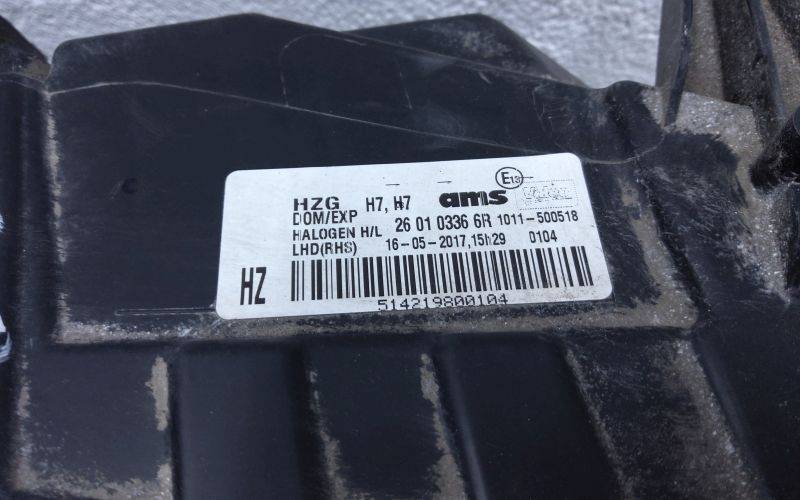 HZG H7, H7 ams E13
DOM/EXP 26 01 0336 6R 1011-500518
HALOGEN H/L
LHD(RHS) 16-05-2017,15h29 0104
HZ
514219800104